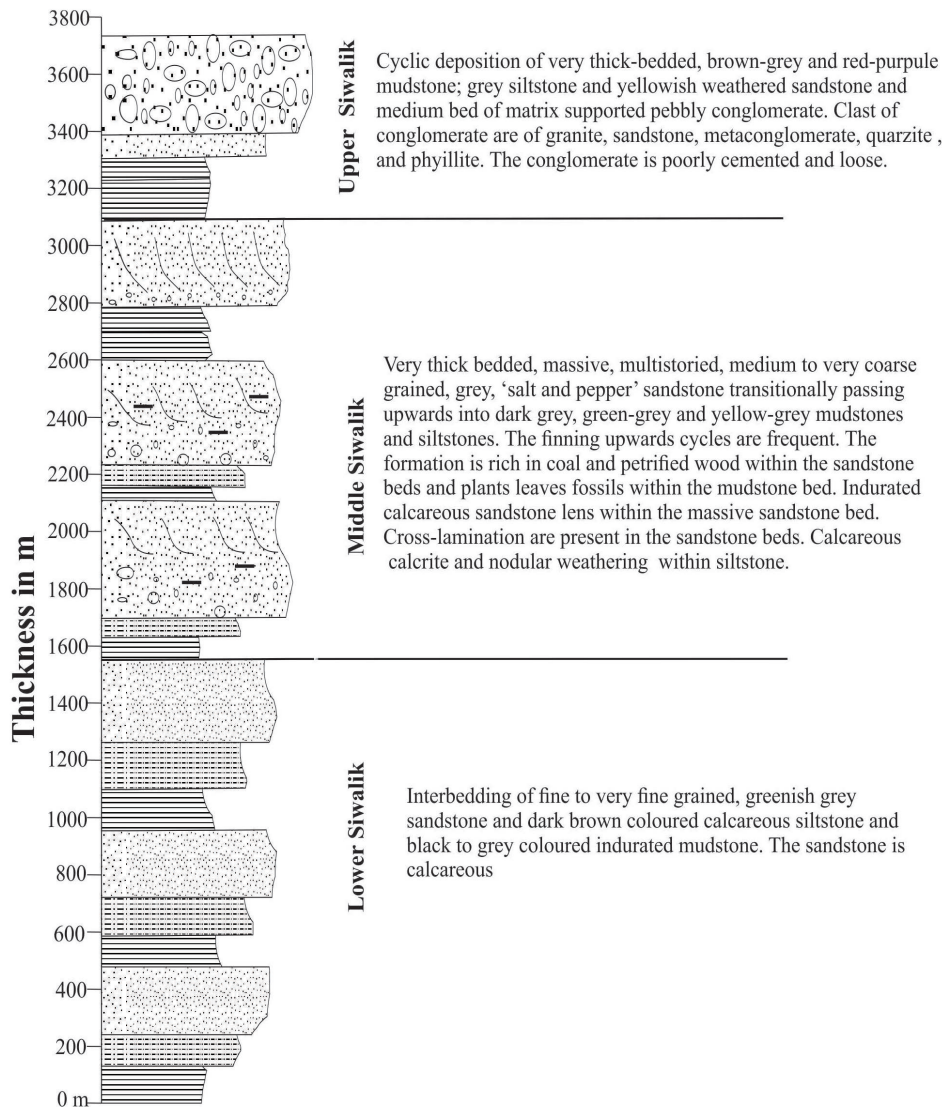 3800
3600
3400
3200
3000
2800
2600
2400
2200
2000
1800
1600
1400
1200
1000
800
600
400
200
0 m
Thickness in m
Upper Siwalik
Cyclic deposition of very thick-bedded, brown-grey and red-purpule
mudstone; grey siltstone and yellowish weathered sandstone and
medium bed of matrix supported pebbly conglomerate. Clast of
conglomerate are of granite, sandstone, metaconglomerate, quarzite ,
and phyillite. The conglomerate is poorly cemented and loose.
Middle Siwalik
Very thick bedded, massive, multistoried, medium to very coarse
grained, grey, ‘salt and pepper’ sandstone transitionally passing
upwards into dark grey, green-grey and yellow-grey mudstones
and siltstones. The finning upwards cycles are frequent. The
formation is rich in coal and petrified wood within the sandstone
beds and plants leaves fossils within the mudstone bed. Indurated
calcareous sandstone lens within the massive sandstone bed.
Cross-lamination are present in the sandstone beds. Calcareous
calcrite and nodular weathering within siltstone.
Lower Siwalik
Interbedding of fine to very fine grained, greenish grey
sandstone and dark brown coloured calcareous siltstone and
black to grey coloured indurated mudstone. The sandstone is
calcareous